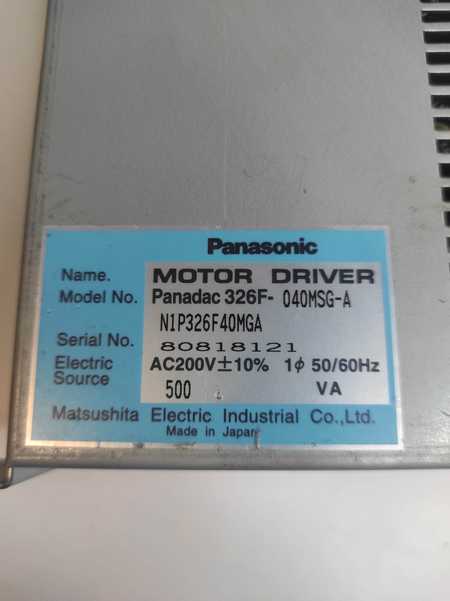 Panasonic
Name. MOTOR DRIVER
Model No. Panadac 326F- 040MSG-A
N1P326F40MGA
Serial No. 80818121
Electric Source AC200V±10% 1ϕ 50/60Hz
500 VA
Matsushita Electric Industrial Co.,Ltd.
Made in Japan